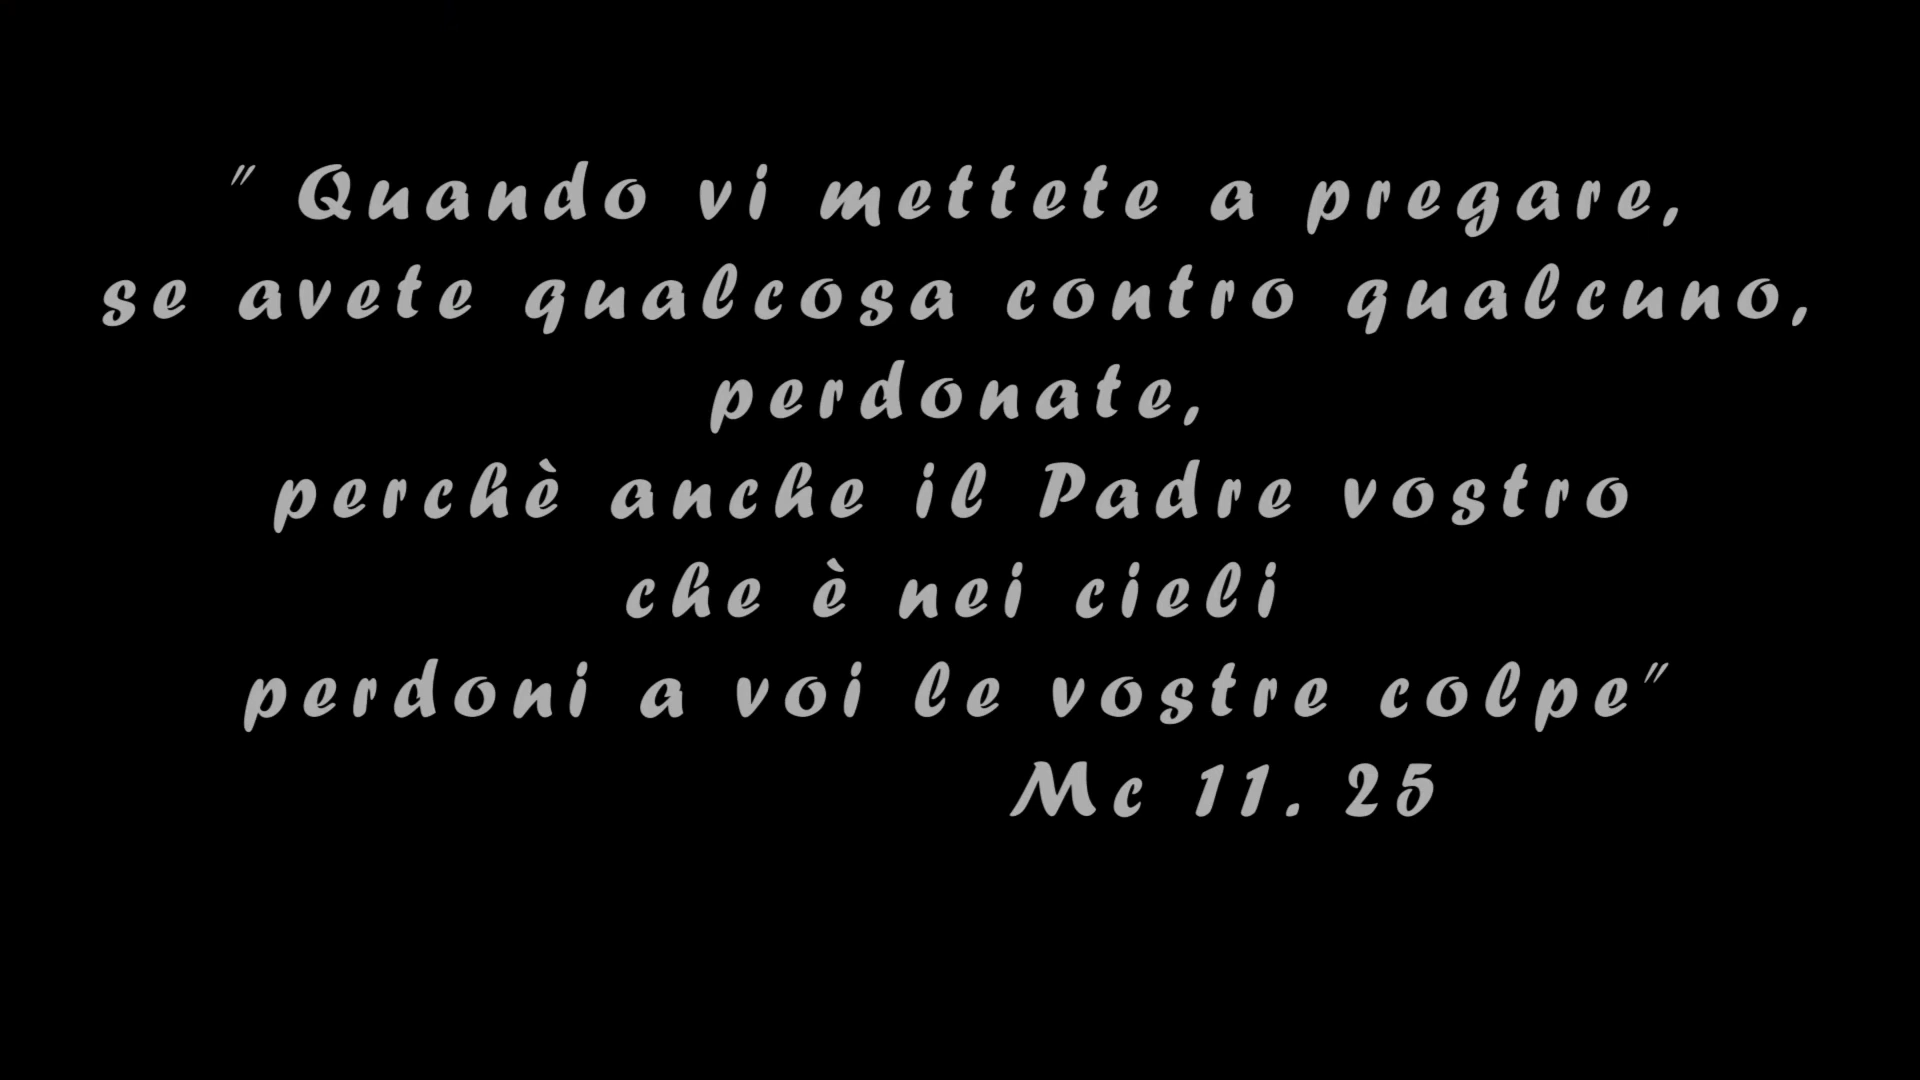 " Quando vi mettete a pregare,
se avete qualcosa contro qualcuno,
perdonate,
perchè anche il Padre vostro
che è nei cieli
perdoni a voi le vostre colpe"
Mc 11. 25